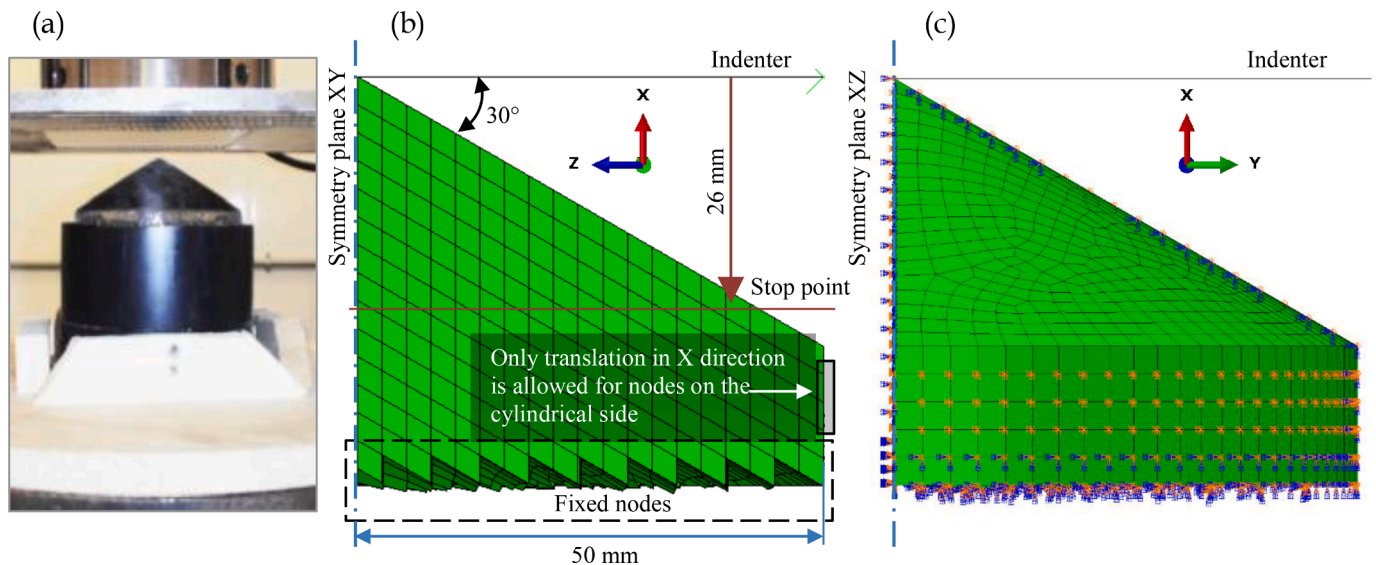 (a)
(b)
(c)
Indenter
Symmetry plane XY
30°
X
Z
26 mm
Stop point
Only translation in X direction
is allowed for nodes on the
cylindrical side
Fixed nodes
50 mm
Indenter
Symmetry plane XZ
X
Y